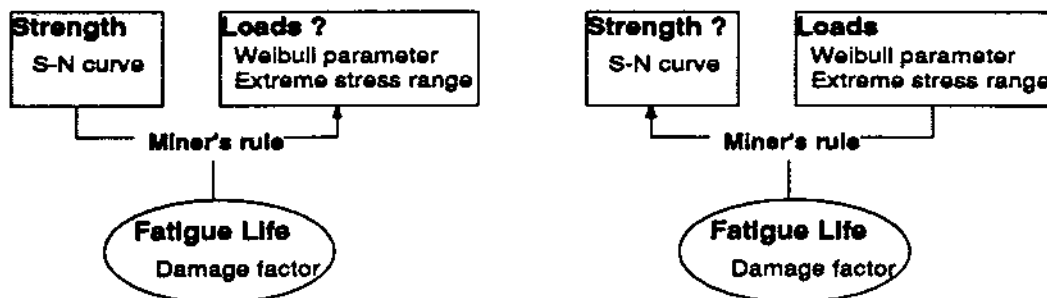 Strength
S-N curve
Loads ?
Weibull parameter
Extreme stress range
Miner's rule
Fatigue Life
Damage factor
Strength ?
S-N curve
Loads
Weibull parameter
Extreme stress range
Miner's rule
Fatigue Life
Damage factor